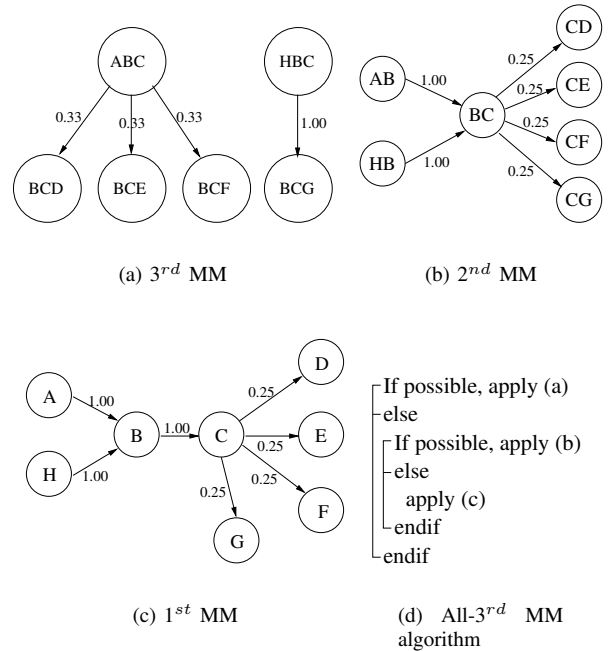 ABC
HBC
0.33
0.33
0.33
1.00
BCD
BCE
BCF
BCG
(a) 3rd MM
AB
HB
1.00
1.00
BC
0.25
0.25
0.25
0.25
CD
CE
CF
CG
(b) 2nd MM
A
H
1.00
1.00
B
1.00
C
0.25
0.25
0.25
0.25
D
E
F
G
(c) 1st MM
If possible, apply (a)
else
If possible, apply (b)
else
apply (c)
endif
endif
(d) All-3rd MM
algorithm